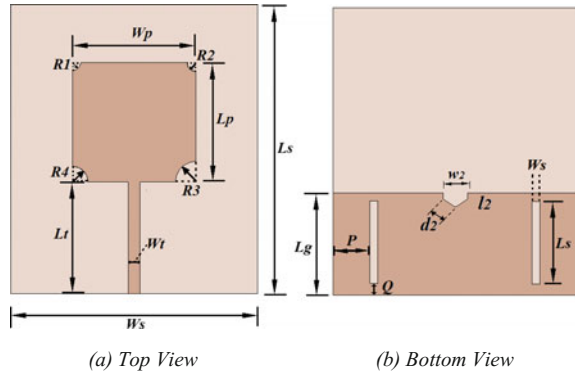 Wp
R1
R2
Lp
Ls
R4
R3
Lt
Wt
Ws
(a) Top View
w2
Ws
l2
d2
Lg
P
Ls
Q
(b) Bottom View